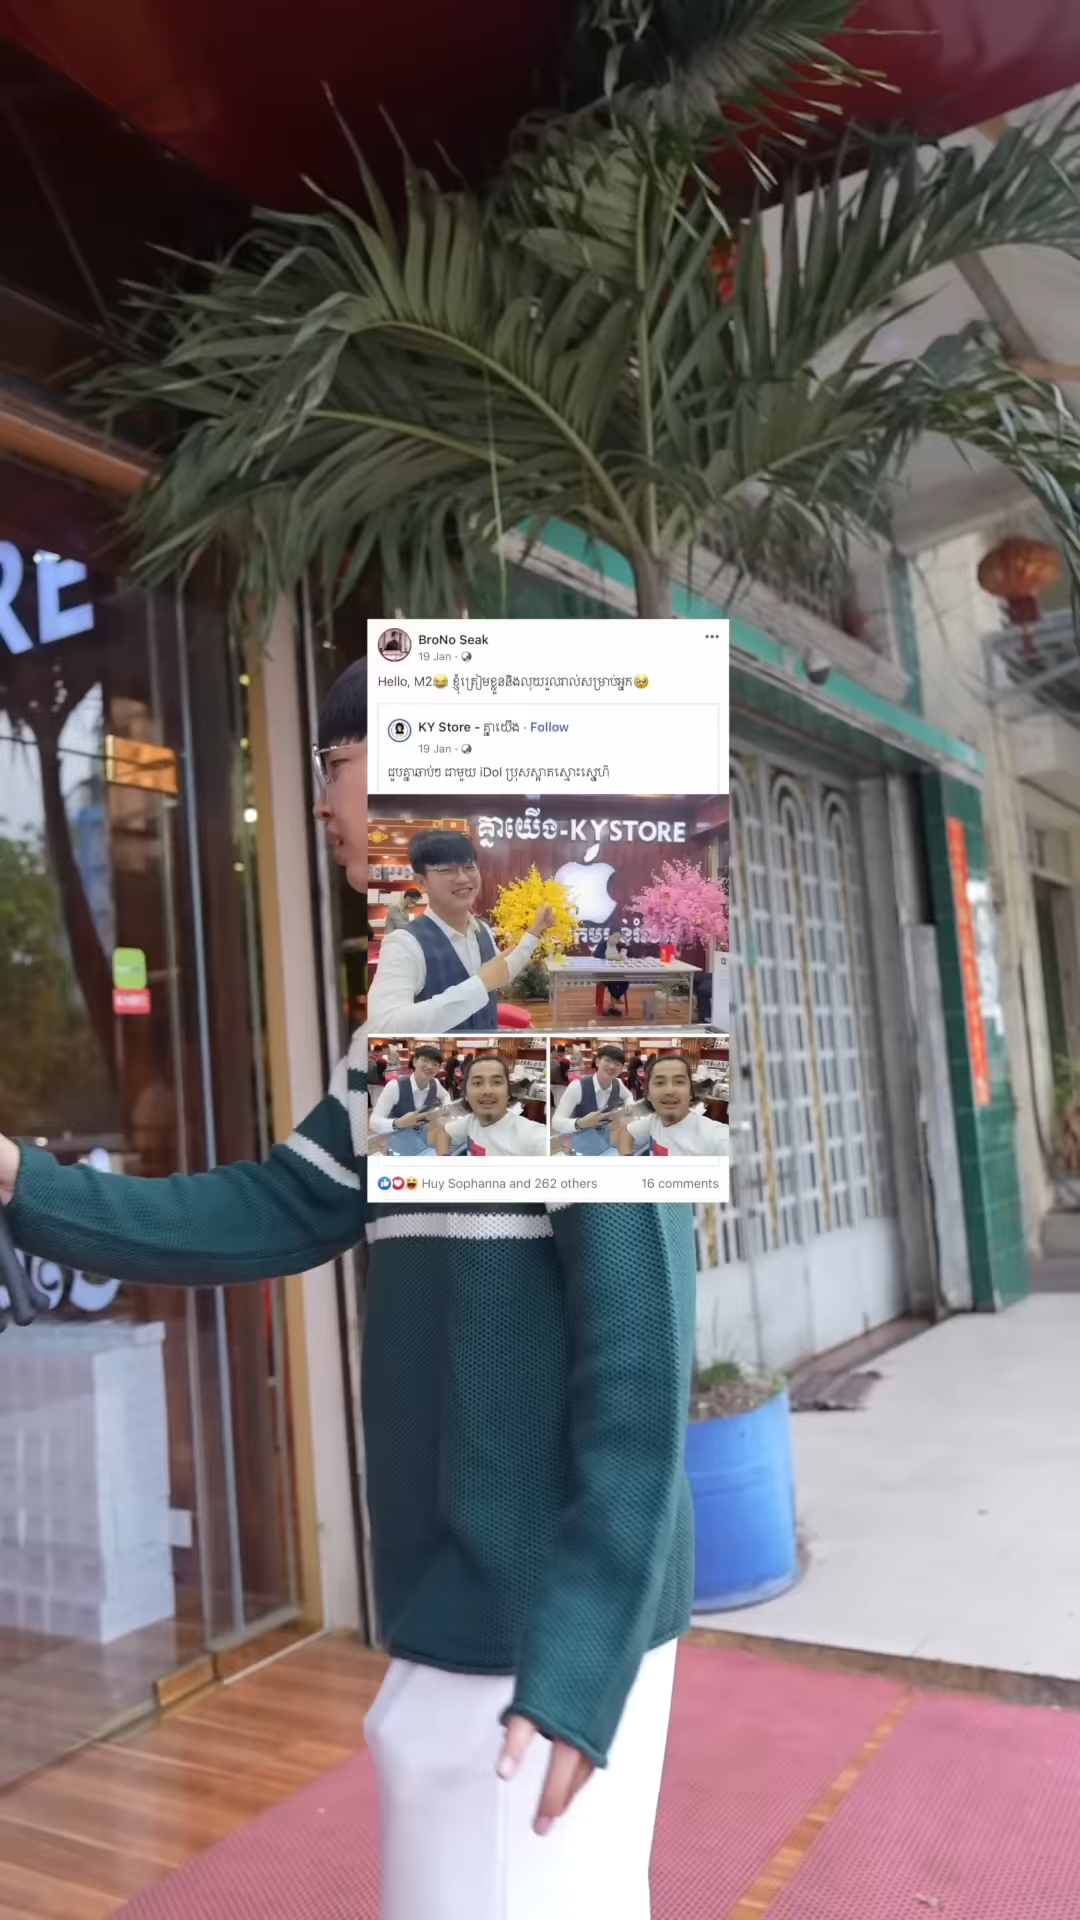 RE
BroNo Seak
19 Jan ·
Hello, M2😂 ខ្ញុំត្រៀមខ្លួននិងលុយរួលរាល់សម្រាប់អ្នក🥹
KY Store - គ្នាយើង · Follow
19 Jan ·
ជួបគ្នាឆាប់ៗ ជាមួយ iDol ប្រុសស្អាតស្មោះស្នេហ៍
គ្នាយើង-KYSTORE
Huy Sophanna and 262 others
16 comments